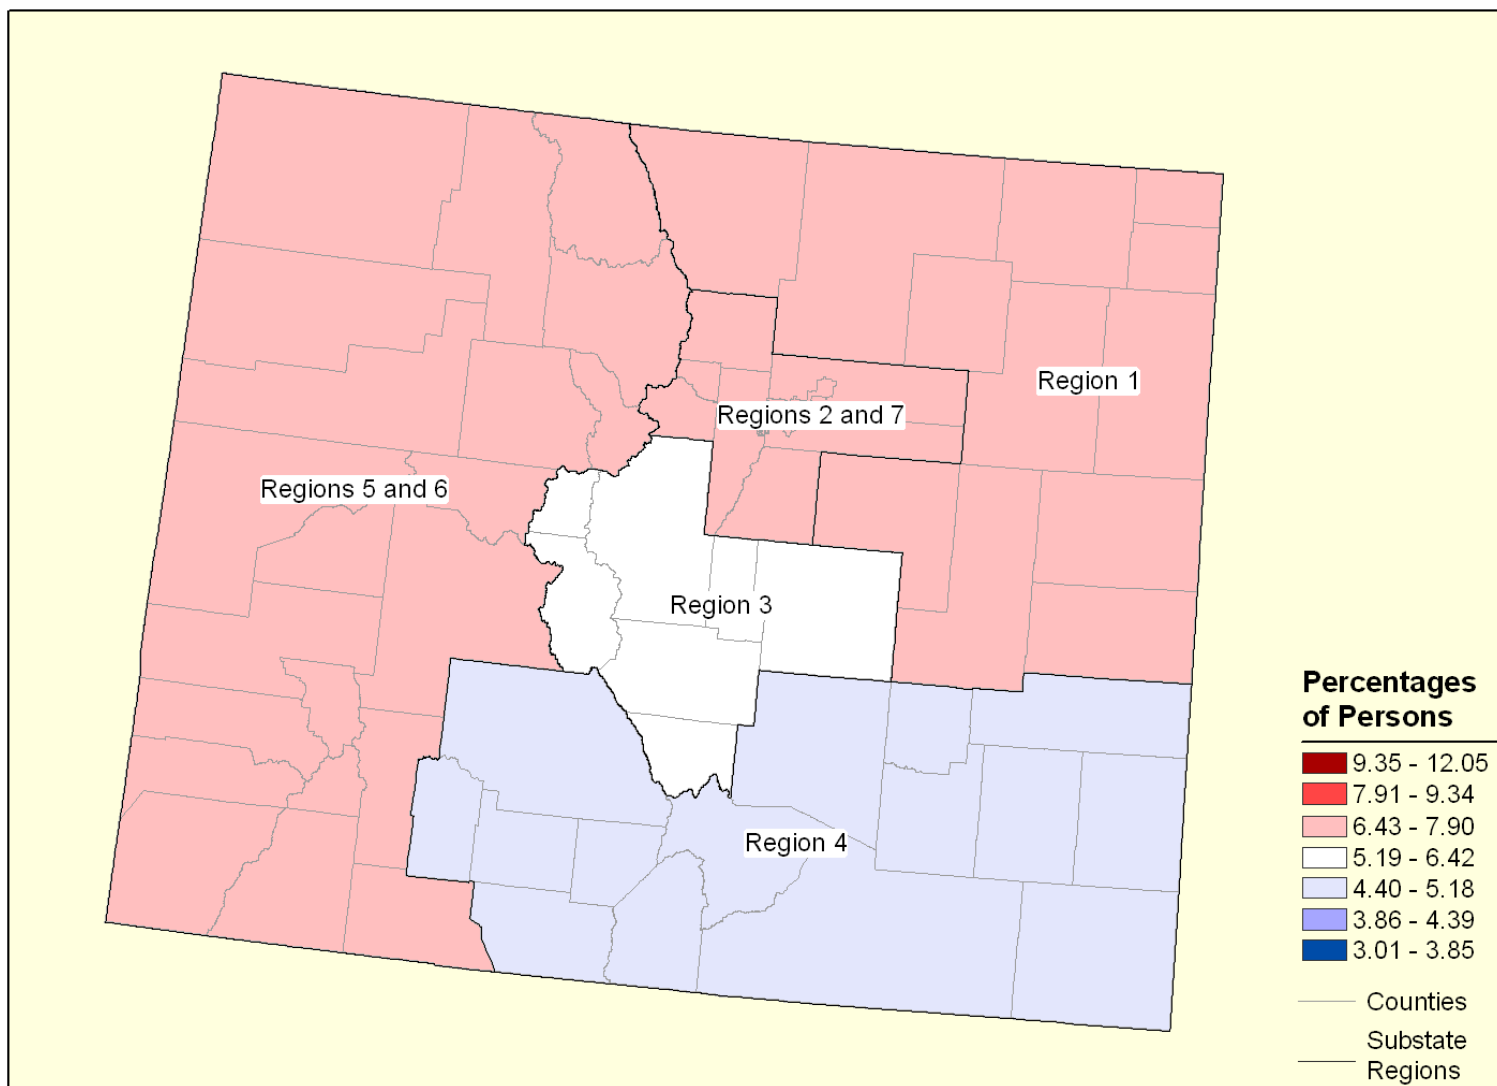 Region 1
Regions 2 and 7
Regions 5 and 6
Region 3
Region 4
Percentages
of Persons
9.35 - 12.05
7.91 - 9.34
6.43 - 7.90
5.19 - 6.42
4.40 - 5.18
3.86 - 4.39
3.01 - 3.85
Counties
Substate
Regions